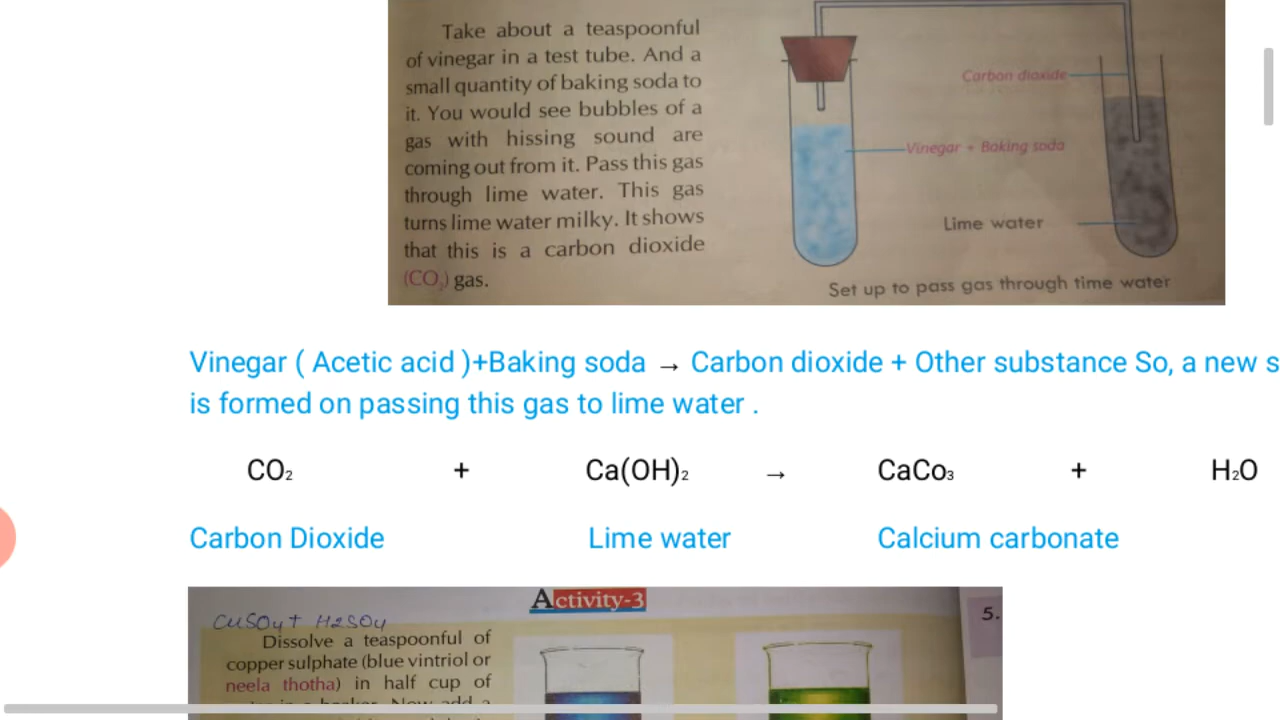 Take about a teaspoonful
of vinegar in a test tube. And a
small quantity of baking soda to
it. You would see bubbles of a
gas with hissing sound are
coming out from it. Pass this gas
through lime water. This gas
turns lime water milky. It shows
that this is a carbon dioxide
(CO₂) gas.
Carbon dioxide
Vinegar + Baking soda
Lime water
Set up to pass gas through time water
Vinegar ( Acetic acid )+Baking soda → Carbon dioxide + Other substance So, a new s
is formed on passing this gas to lime water .
CO₂ + Ca(OH)₂ → CaCo₃ + H₂O
Carbon Dioxide Lime water Calcium carbonate
Activity-3
CuSO4+ H2SO4
5.
Dissolve a teaspoonful of
copper sulphate (blue vintriol or
neela thotha) in half cup of